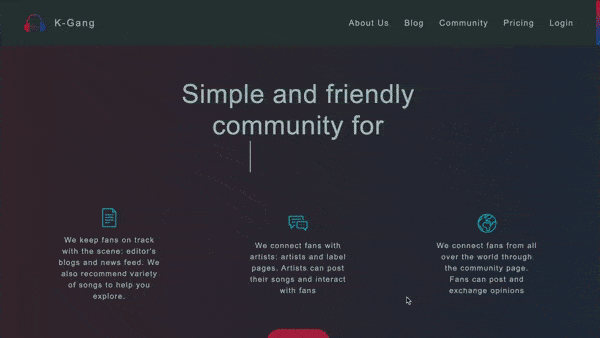 K-Gang
About Us Blog Community Pricing Login
Simple and friendly
community for
We keep fans on track
with the scene: editor's
blogs and news feed. We
also recommend variety
of songs to help you
explore.
We connect fans with
artists: artists and label
pages. Artists can post
their songs and interact
with fans
We connect fans from all
over the world through
the community page.
Fans can post and
exchange opinions